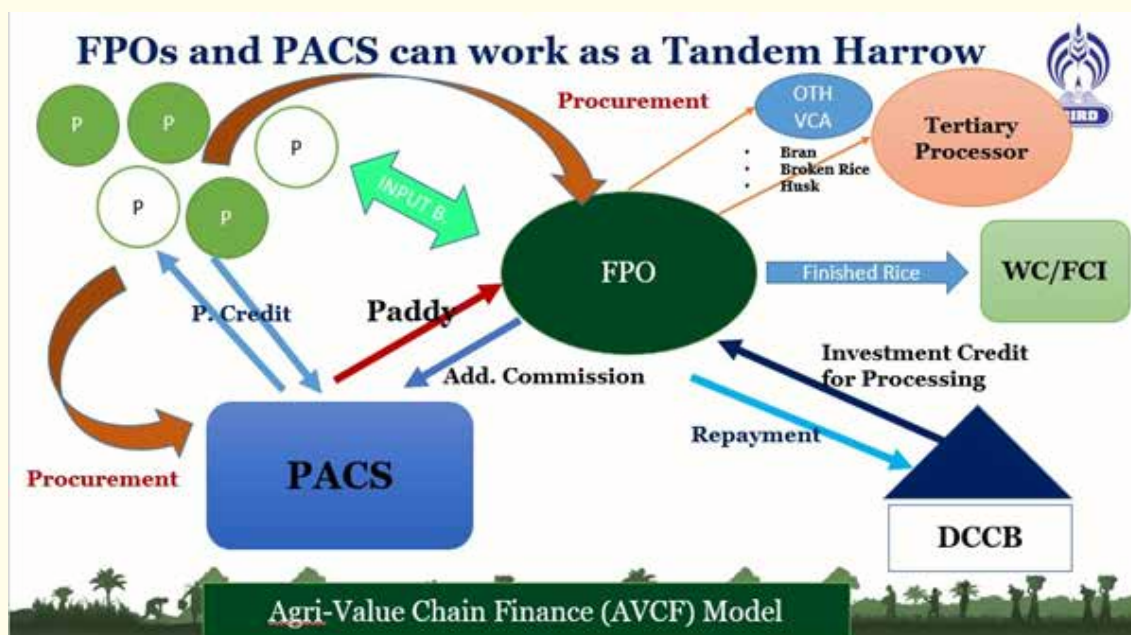 FPOs and PACS can work as a Tandem Harrow
P
P
P
P
P
INPUT B.
Procurement
OTH
VCA
• Bran
• Broken Rice
• Husk
Tertiary
Processor
BIRD
FPO
Finished Rice
WC/FCI
P. Credit
Paddy
Add. Commission
Investment Credit
for Processing
Repayment
Procurement
PACS
DCCB
Agri-Value Chain Finance (AVCF) Model